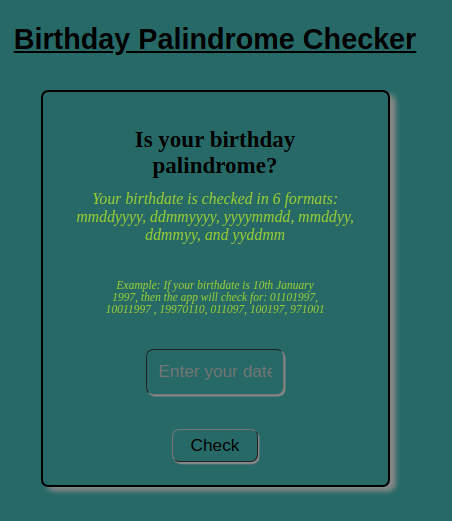 Birthday Palindrome Checker
Is your birthday
palindrome?
Your birthdate is checked in 6 formats:
mmddyyyy, ddmmyyyy, yyyymmdd, mmddyy,
ddmmyy, and yyddmm
Example: If your birthdate is 10th January
1997, then the app will check for: 01101997,
10011997 , 19970110, 011097, 100197, 971001
Enter your date
Check